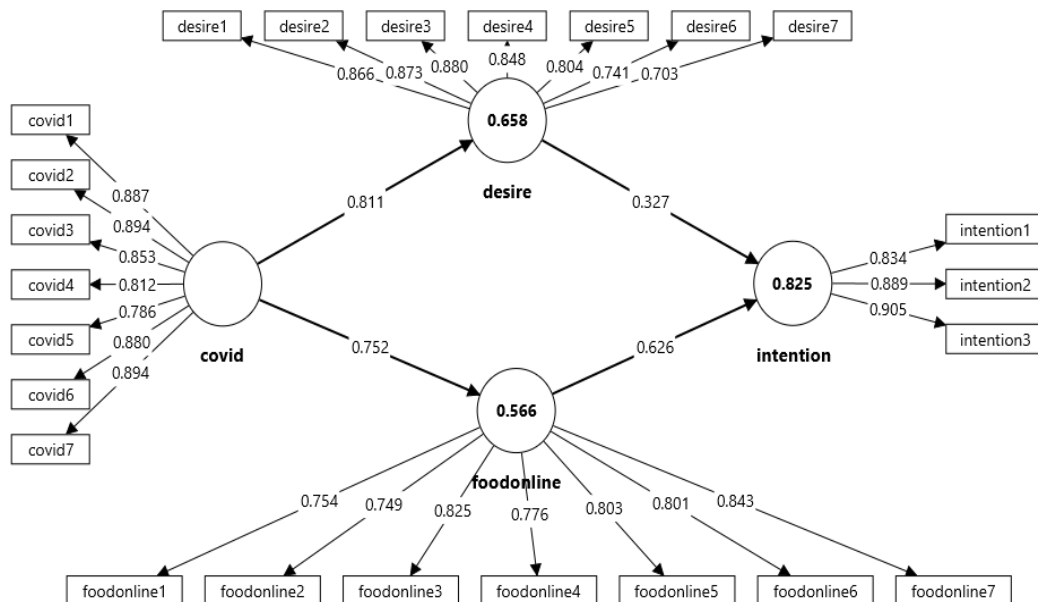 desire1 desire2 desire3 desire4 desire5 desire6 desire7
0.866 0.873 0.880 0.848 0.804 0.741 0.703
covid1
covid2
covid3
covid4
covid5
covid6
covid7
0.887
0.894
0.853
0.812
0.786
0.880
0.894
covid
0.811
0.752
0.658
desire
0.327
0.566
foodonline
0.626
0.825
intention
0.834
0.889
0.905
intention1
intention2
intention3
0.754 0.749 0.825 0.776 0.803 0.801 0.843
foodonline1 foodonline2 foodonline3 foodonline4 foodonline5 foodonline6 foodonline7